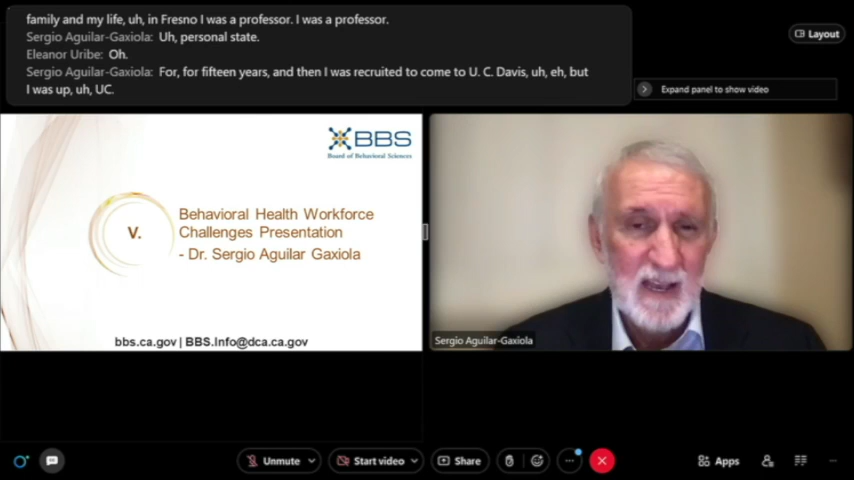 family and my life, uh, in Fresno I was a professor. I was a professor.
Sergio Aguilar-Gaxiola: Uh, personal state.
Eleanor Uribe: Oh.
Sergio Aguilar-Gaxiola: For, for fifteen years, and then I was recruited to come to U. C. Davis, uh, eh, but
I was up, uh, UC.
Layout
Expand panel to show video
BBS
Board of Behavioral Sciences
V.
Behavioral Health Workforce
Challenges Presentation
- Dr. Sergio Aguilar Gaxiola
bbs.ca.gov | BBS.Info@dca.ca.gov
Sergio Aguilar-Gaxiola
Unmute
Start video
Share
Apps